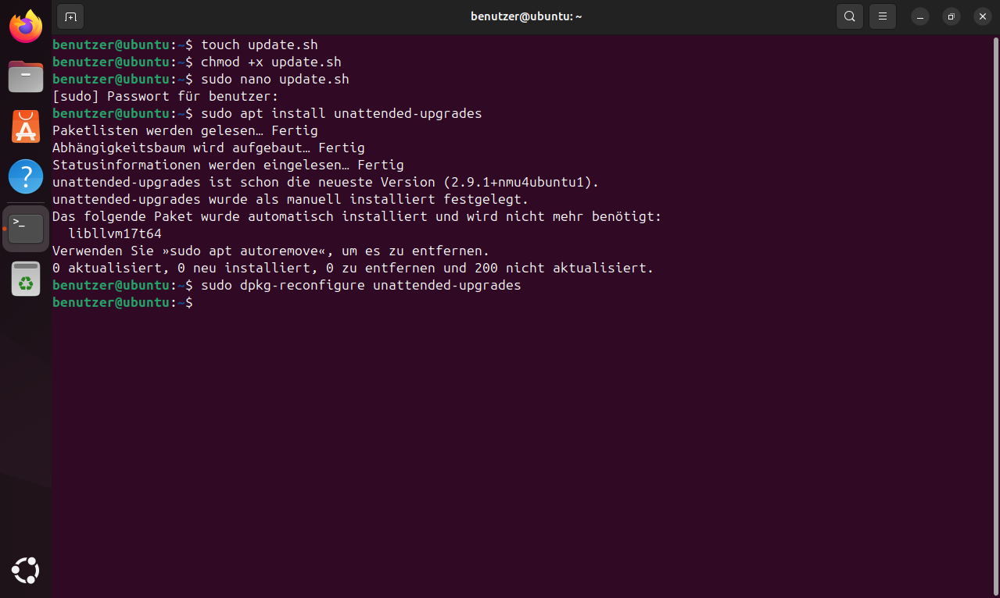 benutzer@ubuntu: ~
benutzer@ubuntu:~$ touch update.sh
benutzer@ubuntu:~$ chmod +x update.sh
benutzer@ubuntu:~$ sudo nano update.sh
[sudo] Passwort für benutzer:
benutzer@ubuntu:~$ sudo apt install unattended-upgrades
Paketlisten werden gelesen… Fertig
Abhängigkeitsbaum wird aufgebaut… Fertig
Statusinformationen werden eingelesen… Fertig
unattended-upgrades ist schon die neueste Version (2.9.1+nmu4ubuntu1).
unattended-upgrades wurde als manuell installiert festgelegt.
Das folgende Paket wurde automatisch installiert und wird nicht mehr benötigt:
  libllvm17t64
Verwenden Sie »sudo apt autoremove«, um es zu entfernen.
0 aktualisiert, 0 neu installiert, 0 zu entfernen und 200 nicht aktualisiert.
benutzer@ubuntu:~$ sudo dpkg-reconfigure unattended-upgrades
benutzer@ubuntu:~$